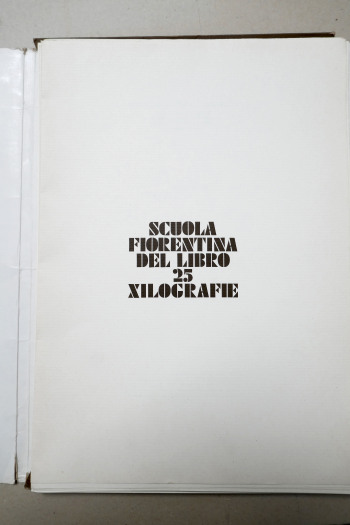 SCUOLA
FIORENTINA
DEL LIBRO
25
XILOGRAFIE